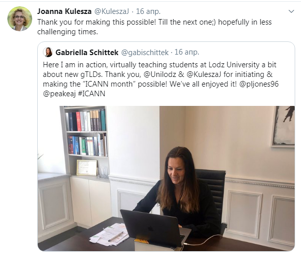 Joanna Kulesza @KuleszaJ · 16 апр.
Thank you for making this possible! Till the next one;) hopefully in less
challenging times.
Gabriella Schittek @gabischittek · 16 апр.
Here I am in action, virtually teaching students at Lodz University a bit
about new gTLDs. Thank you, @Unilodz & @KuleszaJ for initiating &
making the "ICANN month" possible! We've all enjoyed it! @pljones96
@peakeaj #ICANN